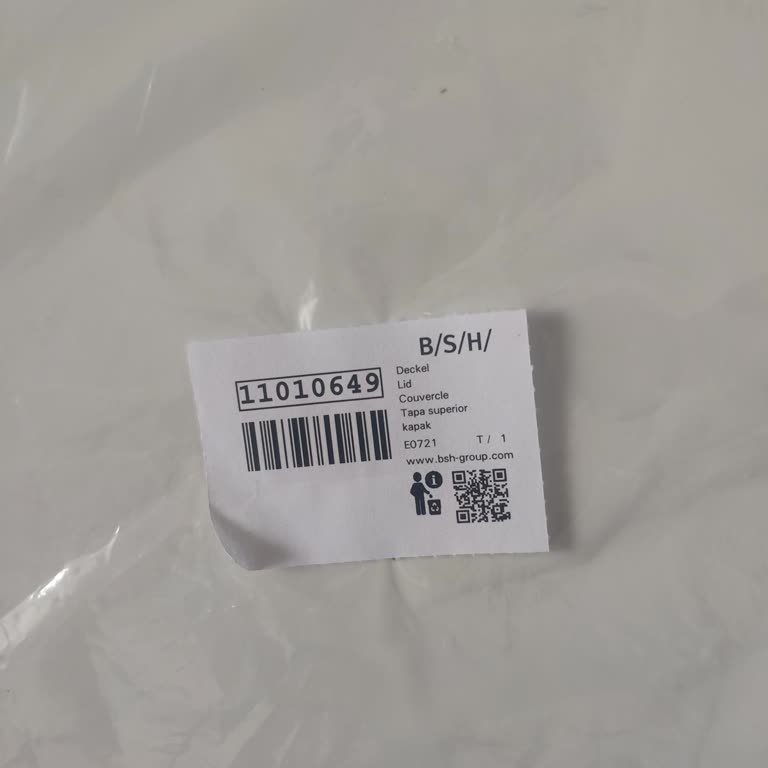 B/S/H/
11010649
Deckel
Lid
Couvercle
Tapa superior
kapak
E0721 T / 1
www.bsh-group.com
i